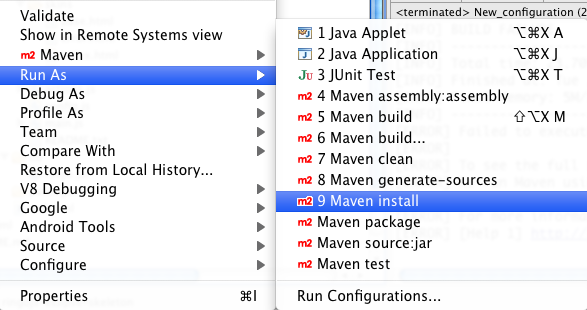 Validate
Show in Remote Systems view
m2 Maven
Run As
Debug As
Profile As
Team
Compare With
Restore from Local History...
V8 Debugging
Google
Android Tools
Source
Configure
Properties ⌘I
<terminated> New_configuration (2
1 Java Applet ⌥⌘X A
2 Java Application ⌥⌘X J
Ju 3 JUnit Test ⌥⌘X T
m2 4 Maven assembly:assembly
m2 5 Maven build ⇧⌥X M
m2 6 Maven build...
m2 7 Maven clean
m2 8 Maven generate-sources
m2 9 Maven install
m2 Maven package
m2 Maven source:jar
m2 Maven test
Run Configurations...